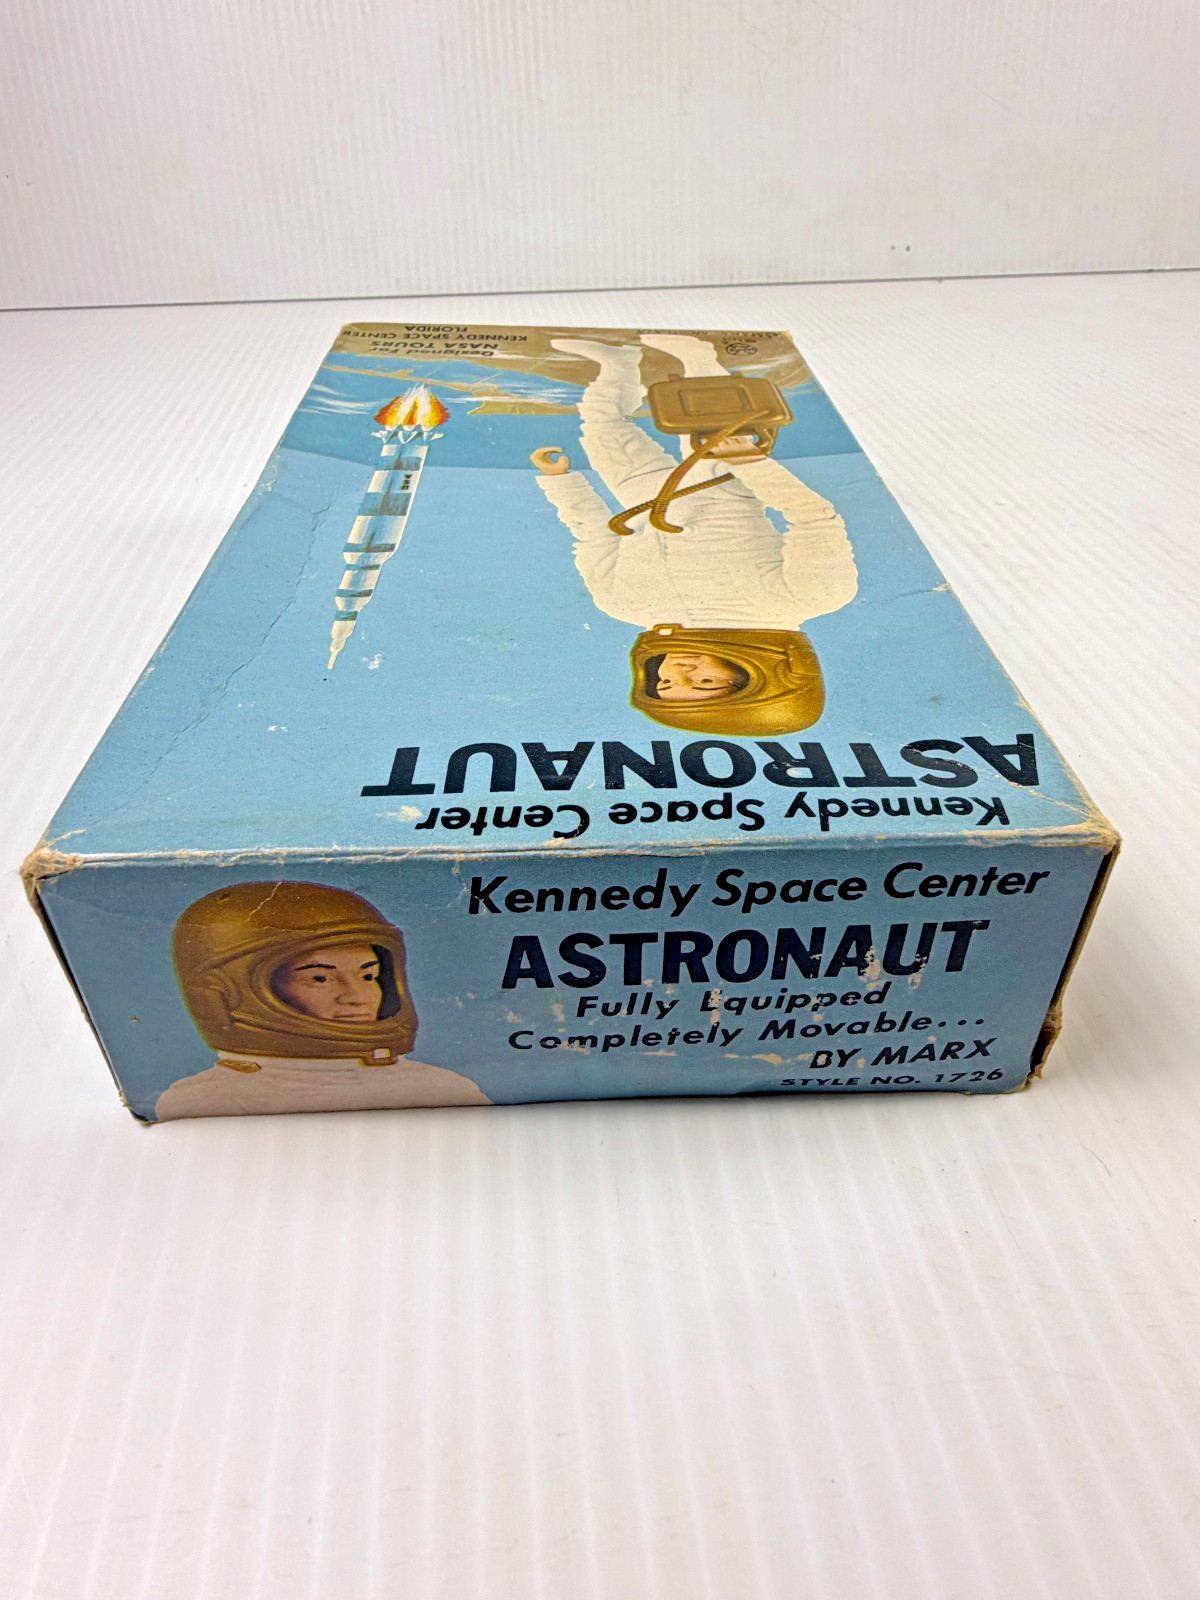 Designed For
NASA TOURS
KENNEDY SPACE CENTER
FLORIDA
USA
Kennedy Space Center
ASTRONAUT
Kennedy Space Center
ASTRONAUT
Fully Equipped
Completely Movable...
BY MARX
STYLE NO. 1726